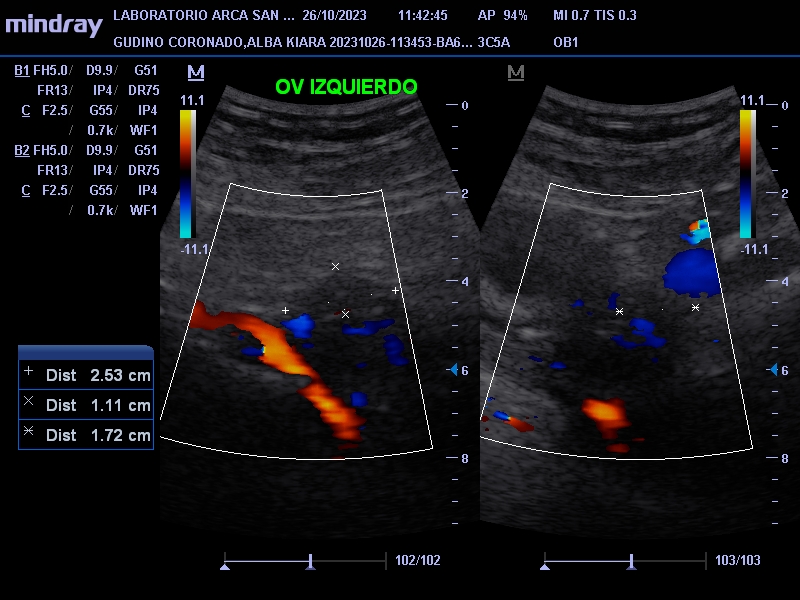 mindray
LABORATORIO ARCA SAN ... 26/10/2023 11:42:45 AP 94% MI 0.7 TIS 0.3
GUDINO CORONADO,ALBA KIARA 20231026-113453-BA6... 3C5A OB1
B1 FH5.0/ D9.9/ G51
FR13/ IP4/ DR75
C F2.5/ G55/ IP4
/ 0.7k/ WF1
B2 FH5.0/ D9.9/ G51
FR13/ IP4/ DR75
C F2.5/ G55/ IP4
/ 0.7k/ WF1
M
OV IZQUIERDO
11.1
-11.1
0
2
4
6
8
M
11.1
-11.1
0
2
4
6
8
+ Dist 2.53 cm
× Dist 1.11 cm
Dist 1.72 cm
102/102
103/103